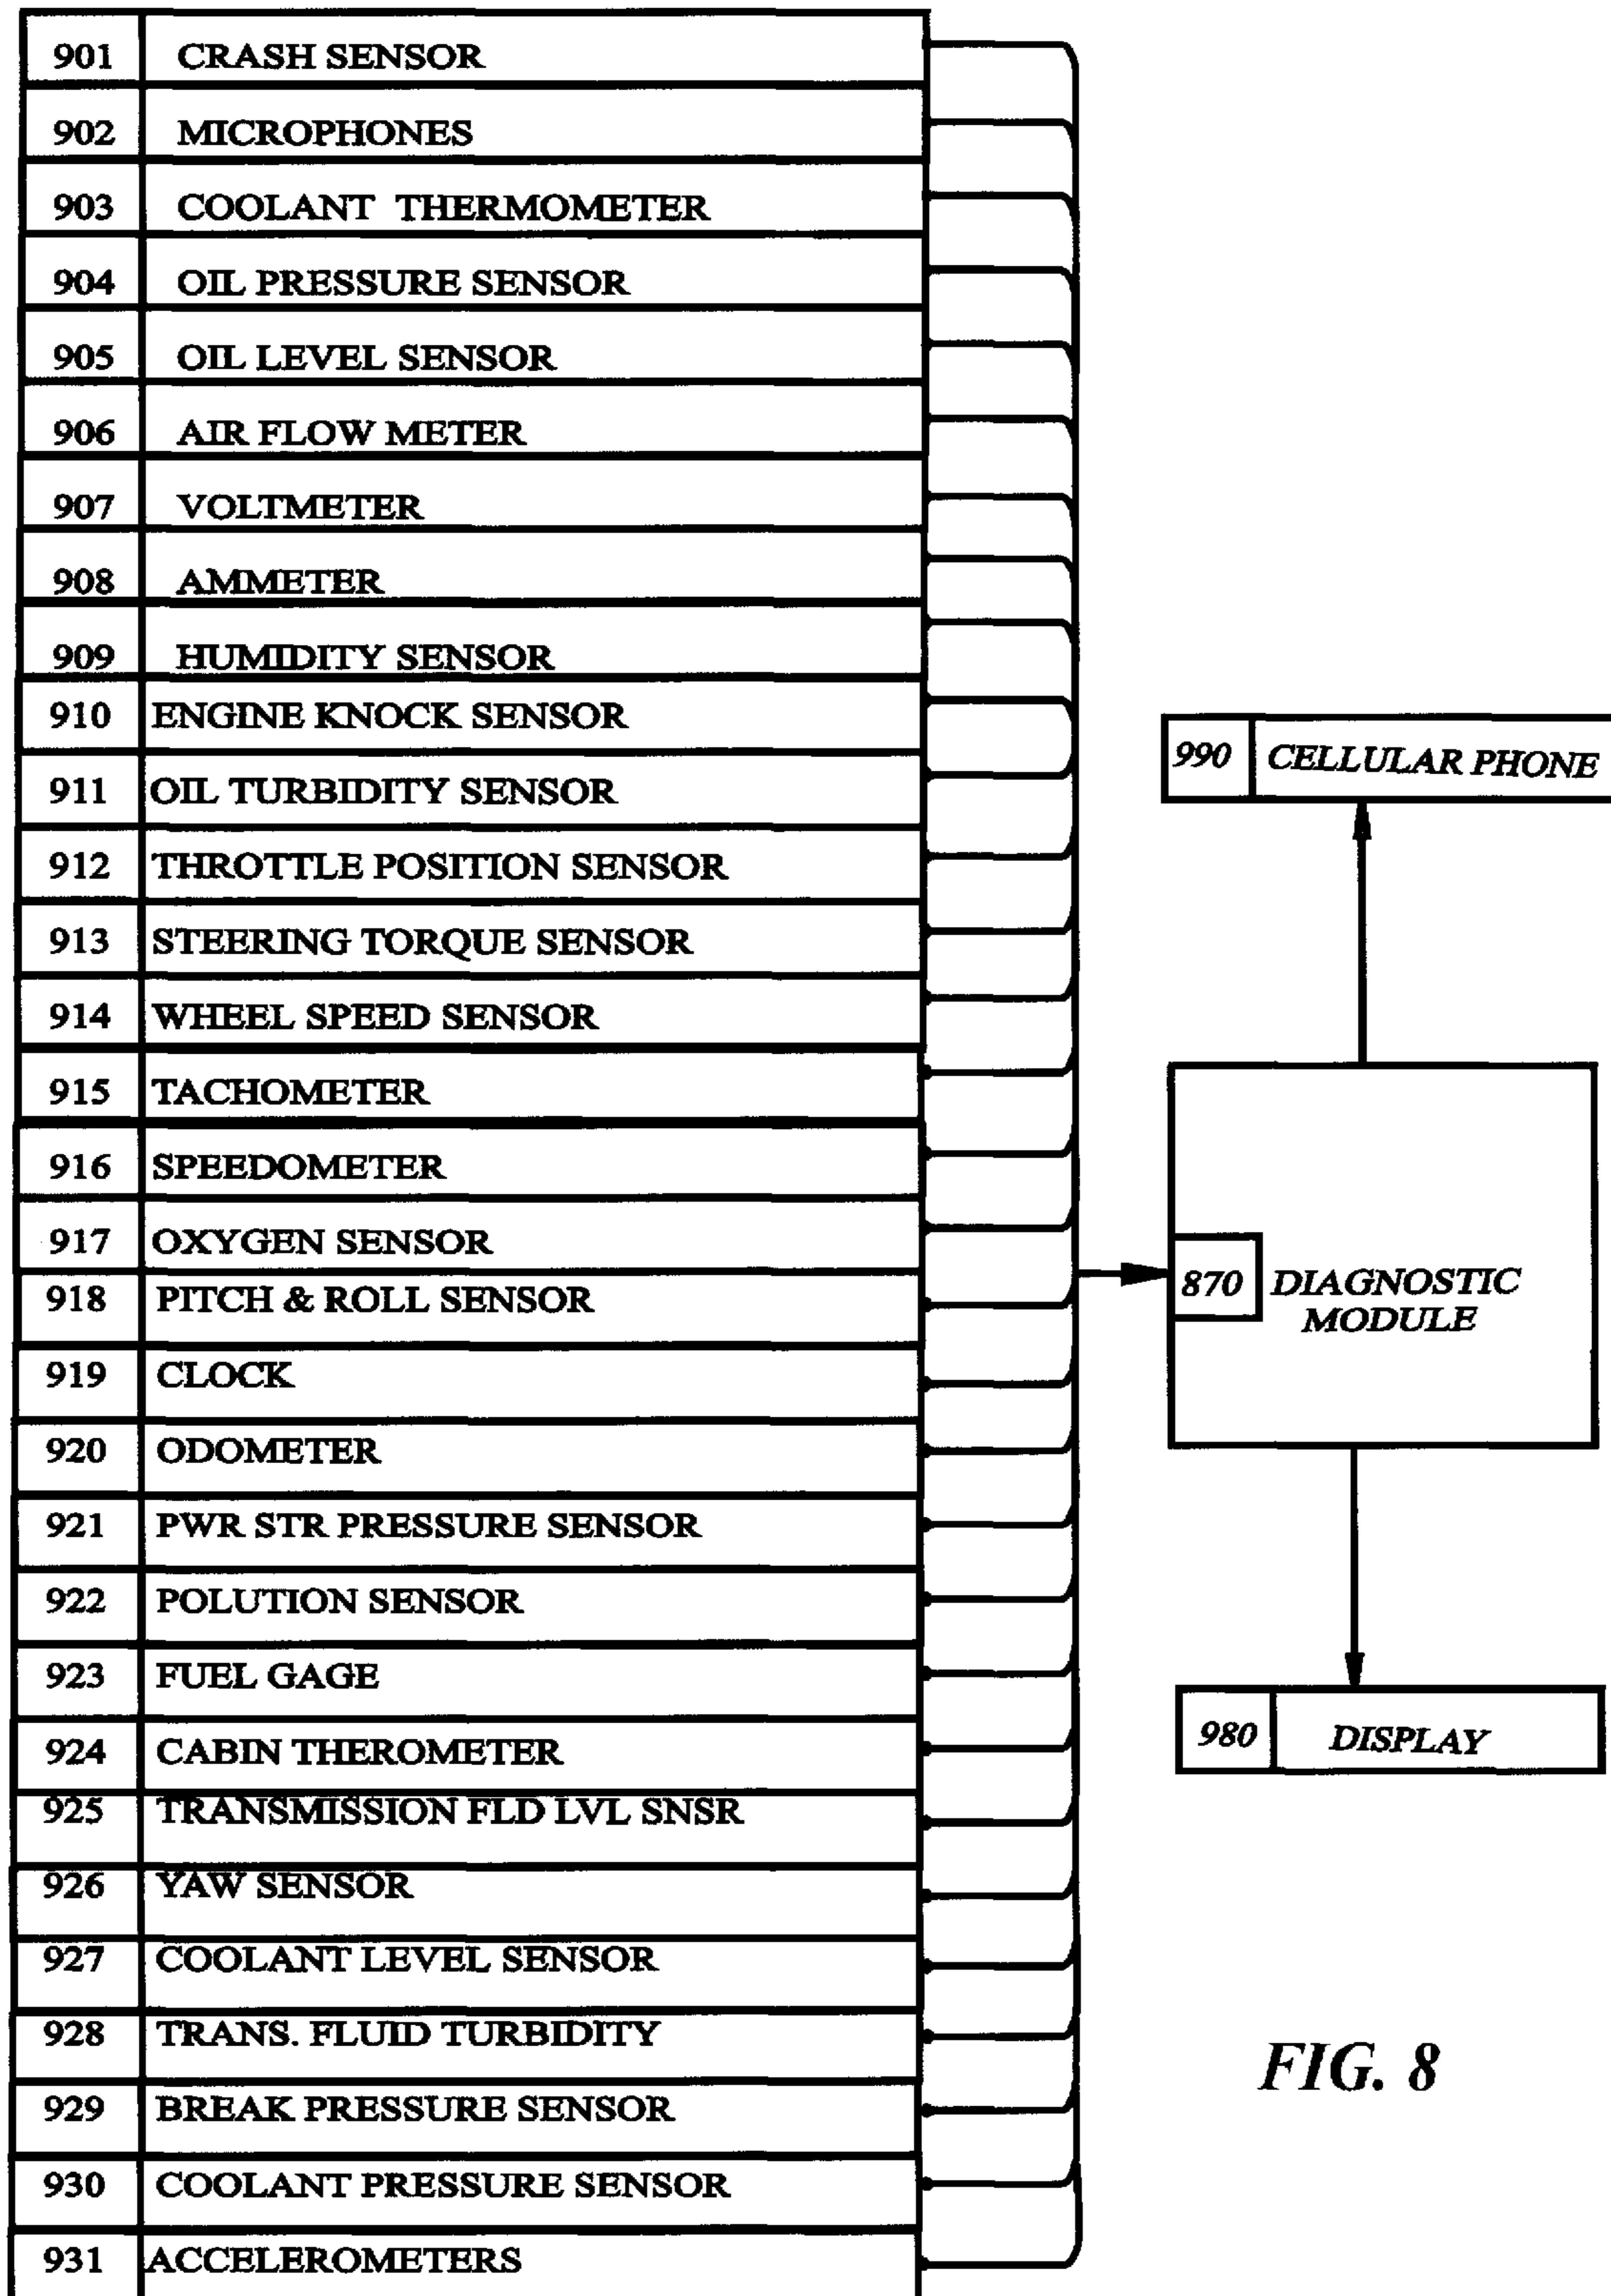 901 CRASH SENSOR
902 MICROPHONES
903 COOLANT THERMOMETER
904 OIL PRESSURE SENSOR
905 OIL LEVEL SENSOR
906 AIR FLOW METER
907 VOLTMETER
908 AMMETER
909 HUMIDITY SENSOR
910 ENGINE KNOCK SENSOR
911 OIL TURBIDITY SENSOR
912 THROTTLE POSITION SENSOR
913 STEERING TORQUE SENSOR
914 WHEEL SPEED SENSOR
915 TACHOMETER
916 SPEEDOMETER
917 OXYGEN SENSOR
918 PITCH & ROLL SENSOR
919 CLOCK
920 ODOMETER
921 PWR STR PRESSURE SENSOR
922 POLUTION SENSOR
923 FUEL GAGE
924 CABIN THEROMETER
925 TRANSMISSION FLD LVL SNSR
926 YAW SENSOR
927 COOLANT LEVEL SENSOR
928 TRANS. FLUID TURBIDITY
929 BREAK PRESSURE SENSOR
930 COOLANT PRESSURE SENSOR
931 ACCELEROMETERS
990 CELLULAR PHONE
870 DIAGNOSTIC
MODULE
980 DISPLAY
FIG. 8